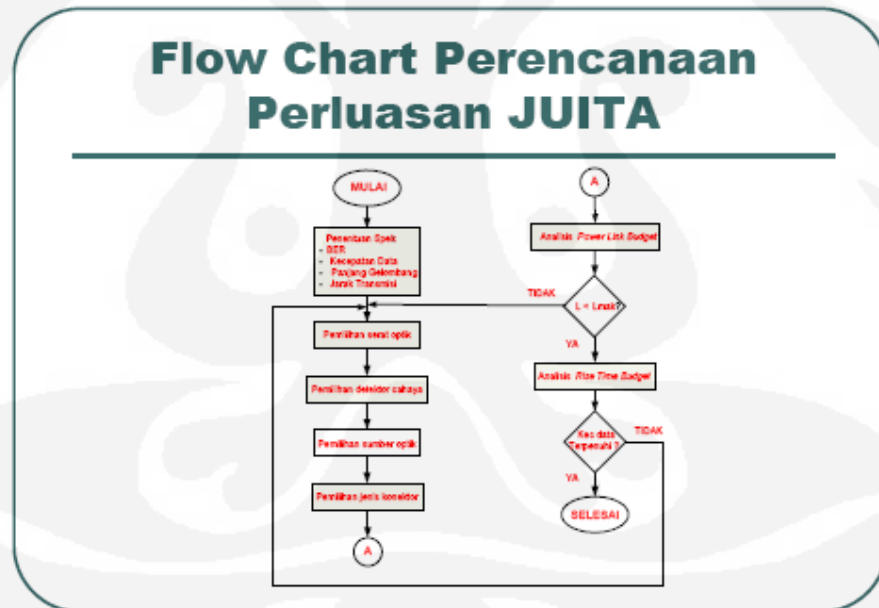 Flow Chart Perencanaan
Perluasan JUITA
MULAI
Penentuan Spek
- BER
- Kecepatan Data
- Panjang Gelombang
- Jarak Transmisi
Pemilihan serat optik
Pemilihan detektor cahaya
Pemilihan sumber optik
Pemilihan jenis konektor
A
A
Analisis Power Link Budget
TIDAK
L < Lmak?
YA
Analisis Rise Time Budget
Kec data
Terpenuhi ?
TIDAK
YA
SELESAI